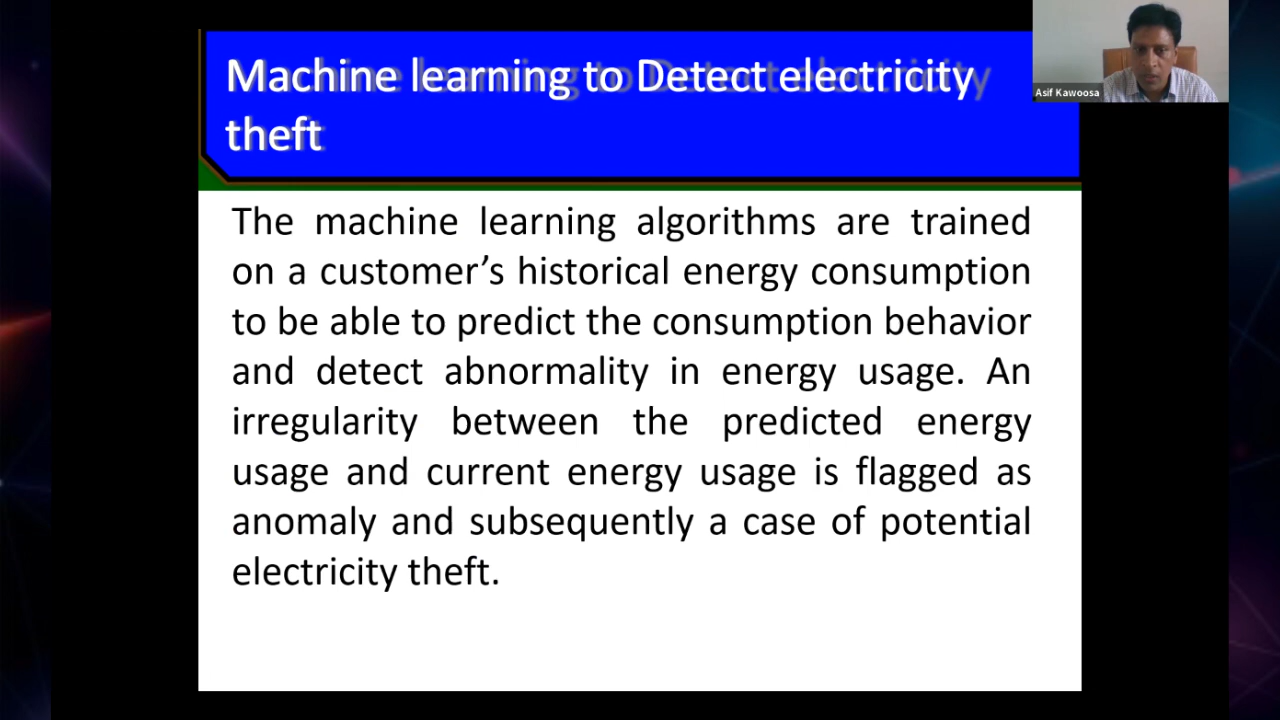 Machine learning to Detect electricity
theft
Asif Kawoosa
The machine learning algorithms are trained
on a customer’s historical energy consumption
to be able to predict the consumption behavior
and detect abnormality in energy usage. An
irregularity between the predicted energy
usage and current energy usage is flagged as
anomaly and subsequently a case of potential
electricity theft.